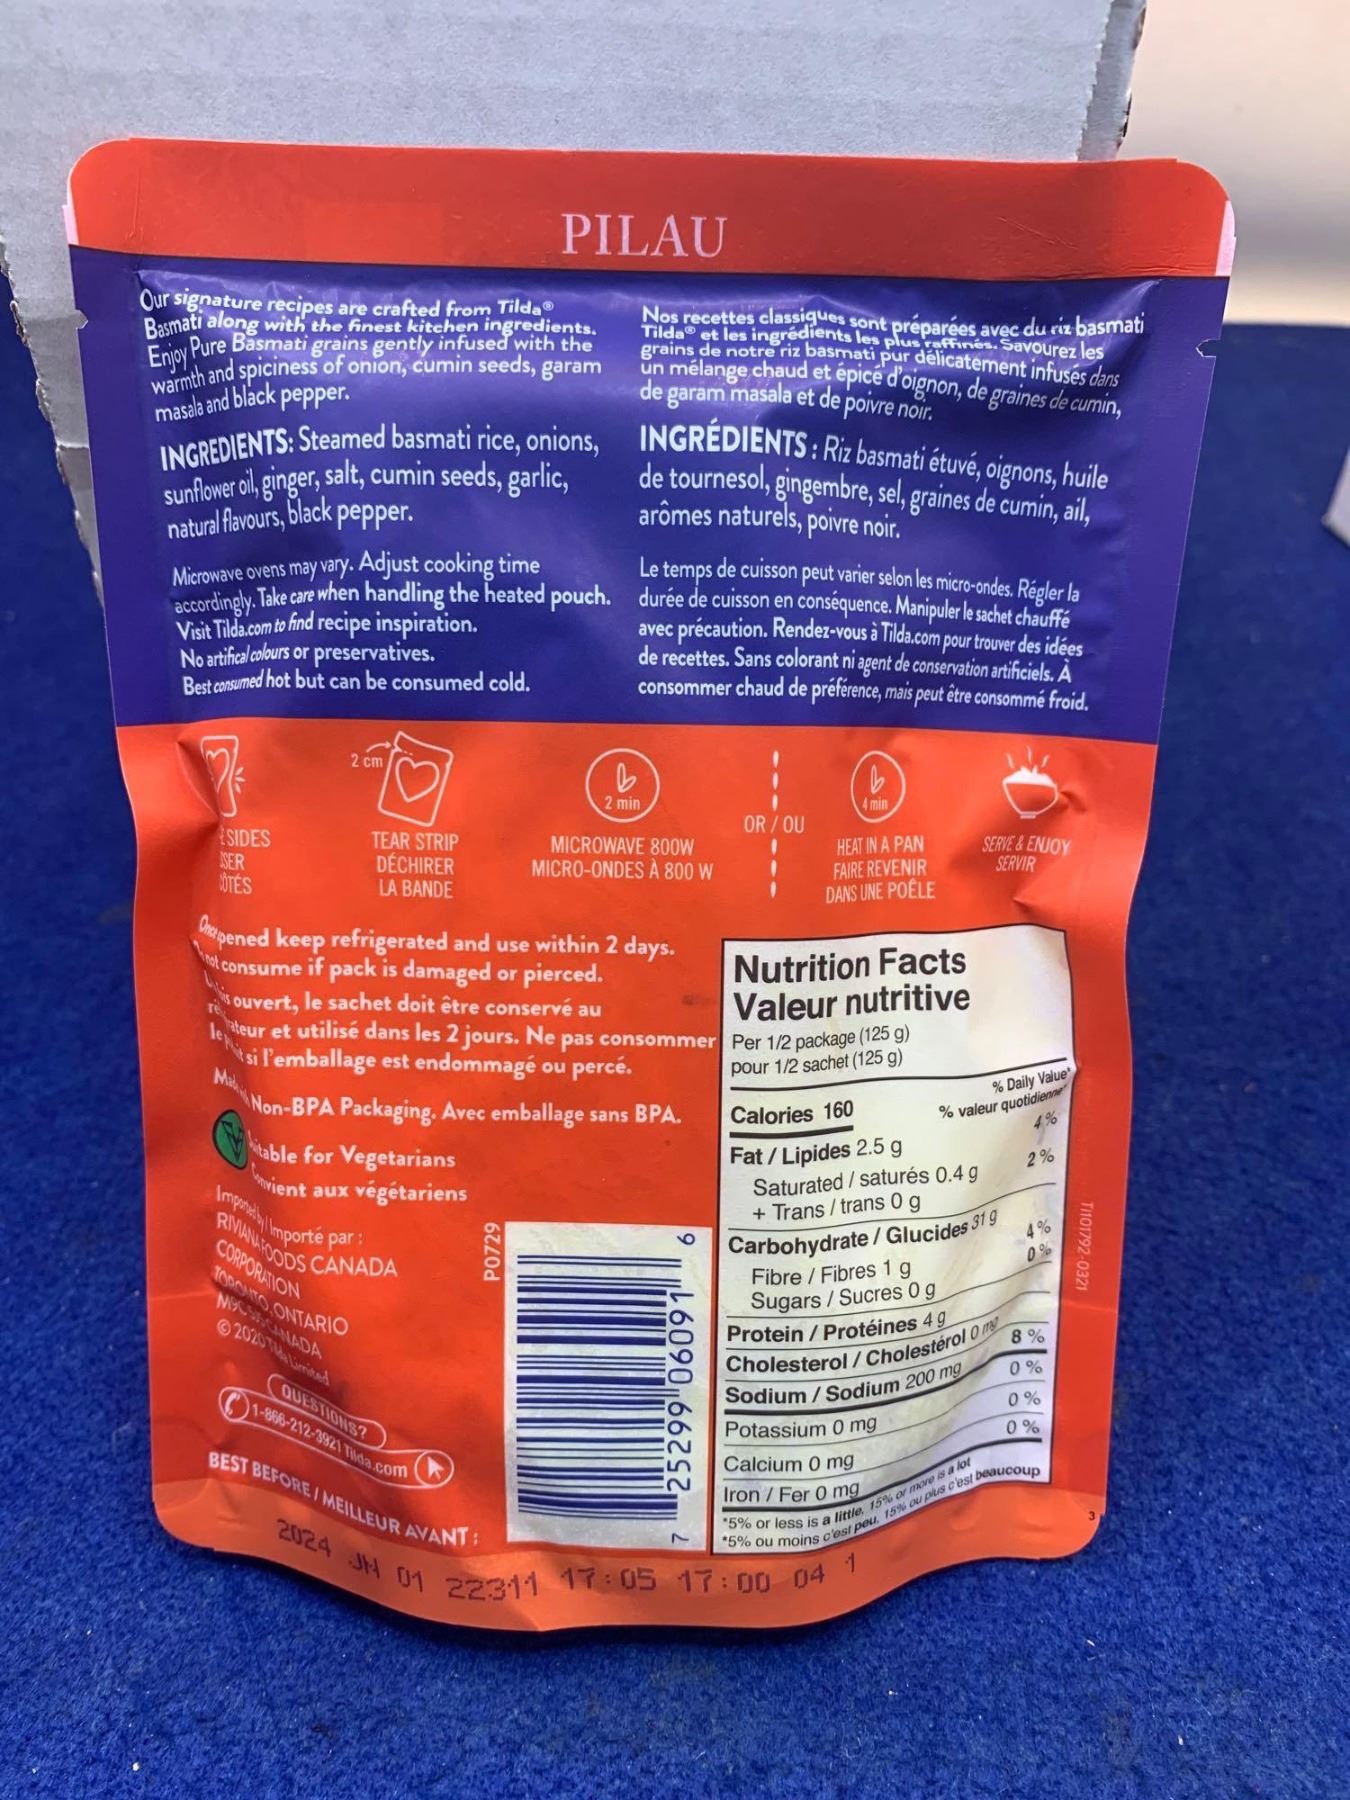 PILAU
Our signature recipes are crafted from Tilda®
Basmati along with the finest kitchen ingredients.
Enjoy Pure Basmati grains gently infused with the
warmth and spiciness of onion, cumin seeds, garam
masala and black pepper.
INGREDIENTS: Steamed basmati rice, onions,
sunflower oil, ginger, salt, cumin seeds, garlic,
natural flavours, black pepper.
Microwave ovens may vary. Adjust cooking time
accordingly. Take care when handling the heated pouch.
Visit Tilda.com to find recipe inspiration.
No artifical colours or preservatives.
Best consumed hot but can be consumed cold.
Nos recettes classiques sont préparées avec du riz basmati
Tilda® et les ingrédients les plus raffinés. Savourez les
grains de notre riz basmati pur délicatement infusés dans
un mélange chaud et épicé d'oignon, de graines de cumin,
de garam masala et de poivre noir.
INGRÉDIENTS : Riz basmati étuvé, oignons, huile
de tournesol, gingembre, sel, graines de cumin, ail,
arômes naturels, poivre noir.
Le temps de cuisson peut varier selon les micro-ondes. Régler la
durée de cuisson en conséquence. Manipuler le sachet chauffé
avec précaution. Rendez-vous à Tilda.com pour trouver des idées
de recettes. Sans colorant ni agent de conservation artificiels. À
consommer chaud de préférence, mais peut être consommé froid.
SIDES
2 cm
TEAR STRIP
DÉCHIRER
LA BANDE
2 min
MICROWAVE 800W
MICRO-ONDES À 800 W
OR / OU
4 min
HEAT IN A PAN
FAIRE REVENIR
DANS UNE POÊLE
SERVE & ENJOY
SERVIR
Once opened keep refrigerated and use within 2 days.
not consume if pack is damaged or pierced.
ouvert, le sachet doit être conservé au
et utilisé dans les 2 jours. Ne pas consommer
le si l'emballage est endommagé ou percé.
Non-BPA Packaging. Avec emballage sans BPA.
for Vegetarians
Convient aux végétariens
Imported by / Importé par :
RIVIANA FOODS CANADA
CORPORATION
TORONTO, ONTARIO
CANADA
© 2020 Tilda Limited
QUESTIONS?
1-866-212-3921 Tilda.com
BEST BEFORE / MEILLEUR AVANT :
2024 JN 01 22311 17:05 17:00 04 1
P0729
7 25299 06091 6
Nutrition Facts
Valeur nutritive
Per 1/2 package (125 g)
pour 1/2 sachet (125 g)
% Daily Value*
Calories 160 % valeur quotidienne*
Fat / Lipides 2.5 g 4 %
Saturated / saturés 0.4 g 2 %
+ Trans / trans 0 g
Carbohydrate / Glucides 31 g
Fibre / Fibres 1 g 4 %
Sugars / Sucres 0 g 0 %
Protein / Protéines 4 g
Cholesterol / Cholestérol 0 mg
Sodium / Sodium 200 mg 8 %
Potassium 0 mg 0 %
Calcium 0 mg 0 %
Iron / Fer 0 mg 0 %
*5% or less is a little, 15% or more is a lot
*5% ou moins c'est peu, 15% ou plus c'est beaucoup
T1101792-0321
3